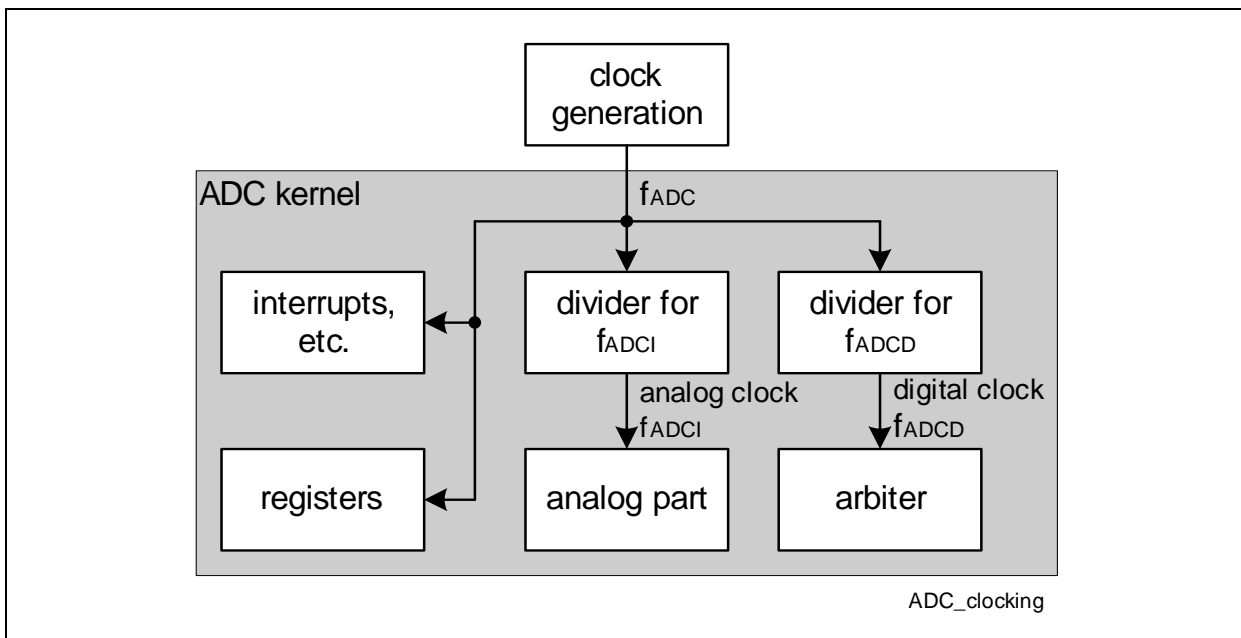 clock
generation
ADC kernel
fADC
interrupts,
etc.
divider for
fADCI
divider for
fADCD
analog clock
fADCI
digital clock
fADCD
registers
analog part
arbiter
ADC_clocking